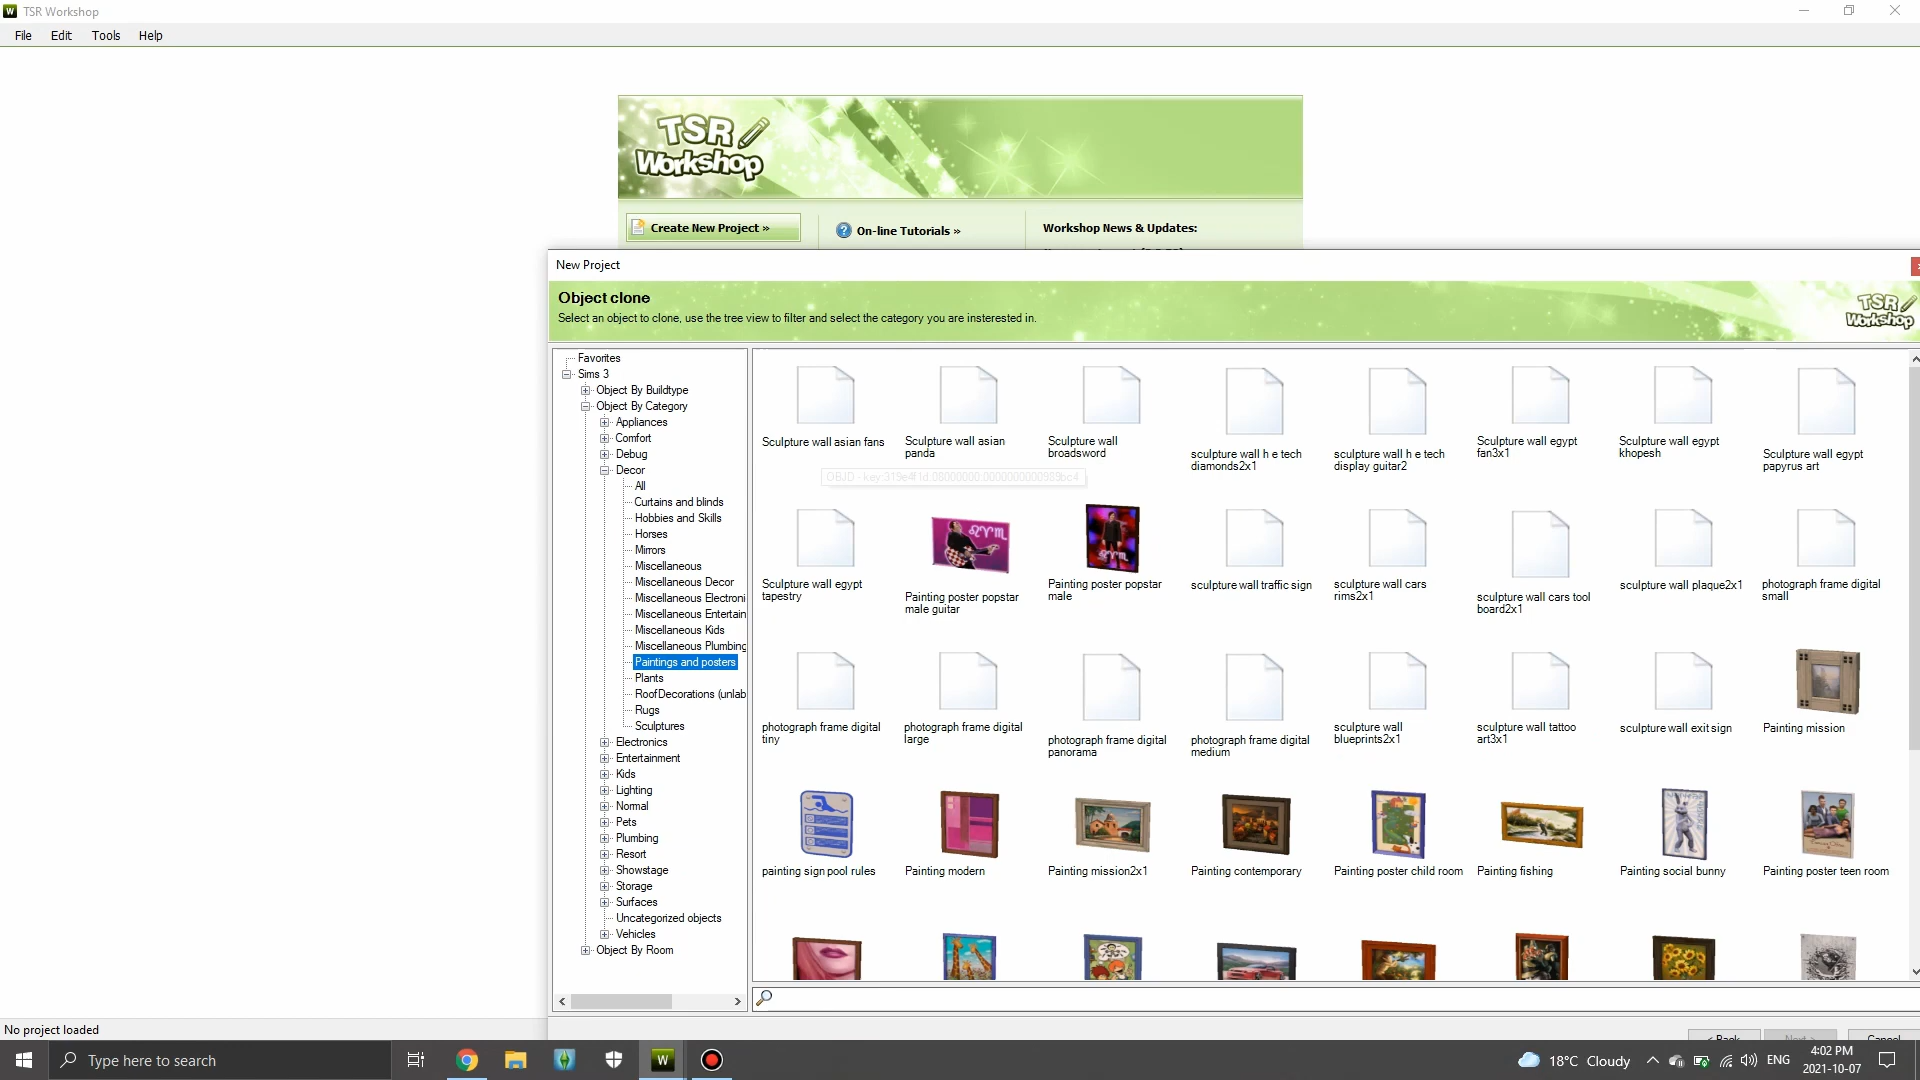 TSR Workshop
File Edit Tools Help
TSR
Workshop
Create New Project »
On-line Tutorials »
Workshop News & Updates:
New Project
Object clone
Select an object to clone, use the tree view to filter and select the category you are insterested in.
TSR
Workshop
Favorites
Sims 3
Object By Buildtype
Object By Category
Appliances
Comfort
Debug
Decor
All
Curtains and blinds
Hobbies and Skills
Horses
Mirrors
Miscellaneous
Miscellaneous Decor
Miscellaneous Electroni
Miscellaneous Entertain
Miscellaneous Kids
Miscellaneous Plumbing
Paintings and posters
Plants
RoofDecorations (unlab
Rugs
Sculptures
Electronics
Entertainment
Kids
Lighting
Normal
Pets
Plumbing
Resort
Showstage
Storage
Surfaces
Uncategorized objects
Vehicles
Object By Room
Sculpture wall asian fans
Sculpture wall asian
panda
Sculpture wall
broadsword
sculpture wall h e tech
diamonds2x1
sculpture wall h e tech
display guitar2
Sculpture wall egypt
fan3x1
Sculpture wall egypt
khopesh
Sculpture wall egypt
papyrus art
Sculpture wall egypt
tapestry
Painting poster popstar
male guitar
Painting poster popstar
male
sculpture wall traffic sign
sculpture wall cars
rims2x1
sculpture wall cars tool
board2x1
sculpture wall plaque2x1
photograph frame digital
small
photograph frame digital
tiny
photograph frame digital
large
photograph frame digital
panorama
photograph frame digital
medium
sculpture wall
blueprints2x1
sculpture wall tattoo
art3x1
sculpture wall exit sign
Painting mission
painting sign pool rules
Painting modern
Painting mission2x1
Painting contemporary
Painting poster child room
Painting fishing
Painting social bunny
Painting poster teen room
< Back
Next >
Cancel
No project loaded
Type here to search
18°C Cloudy
ENG
4:02 PM
2021-10-07